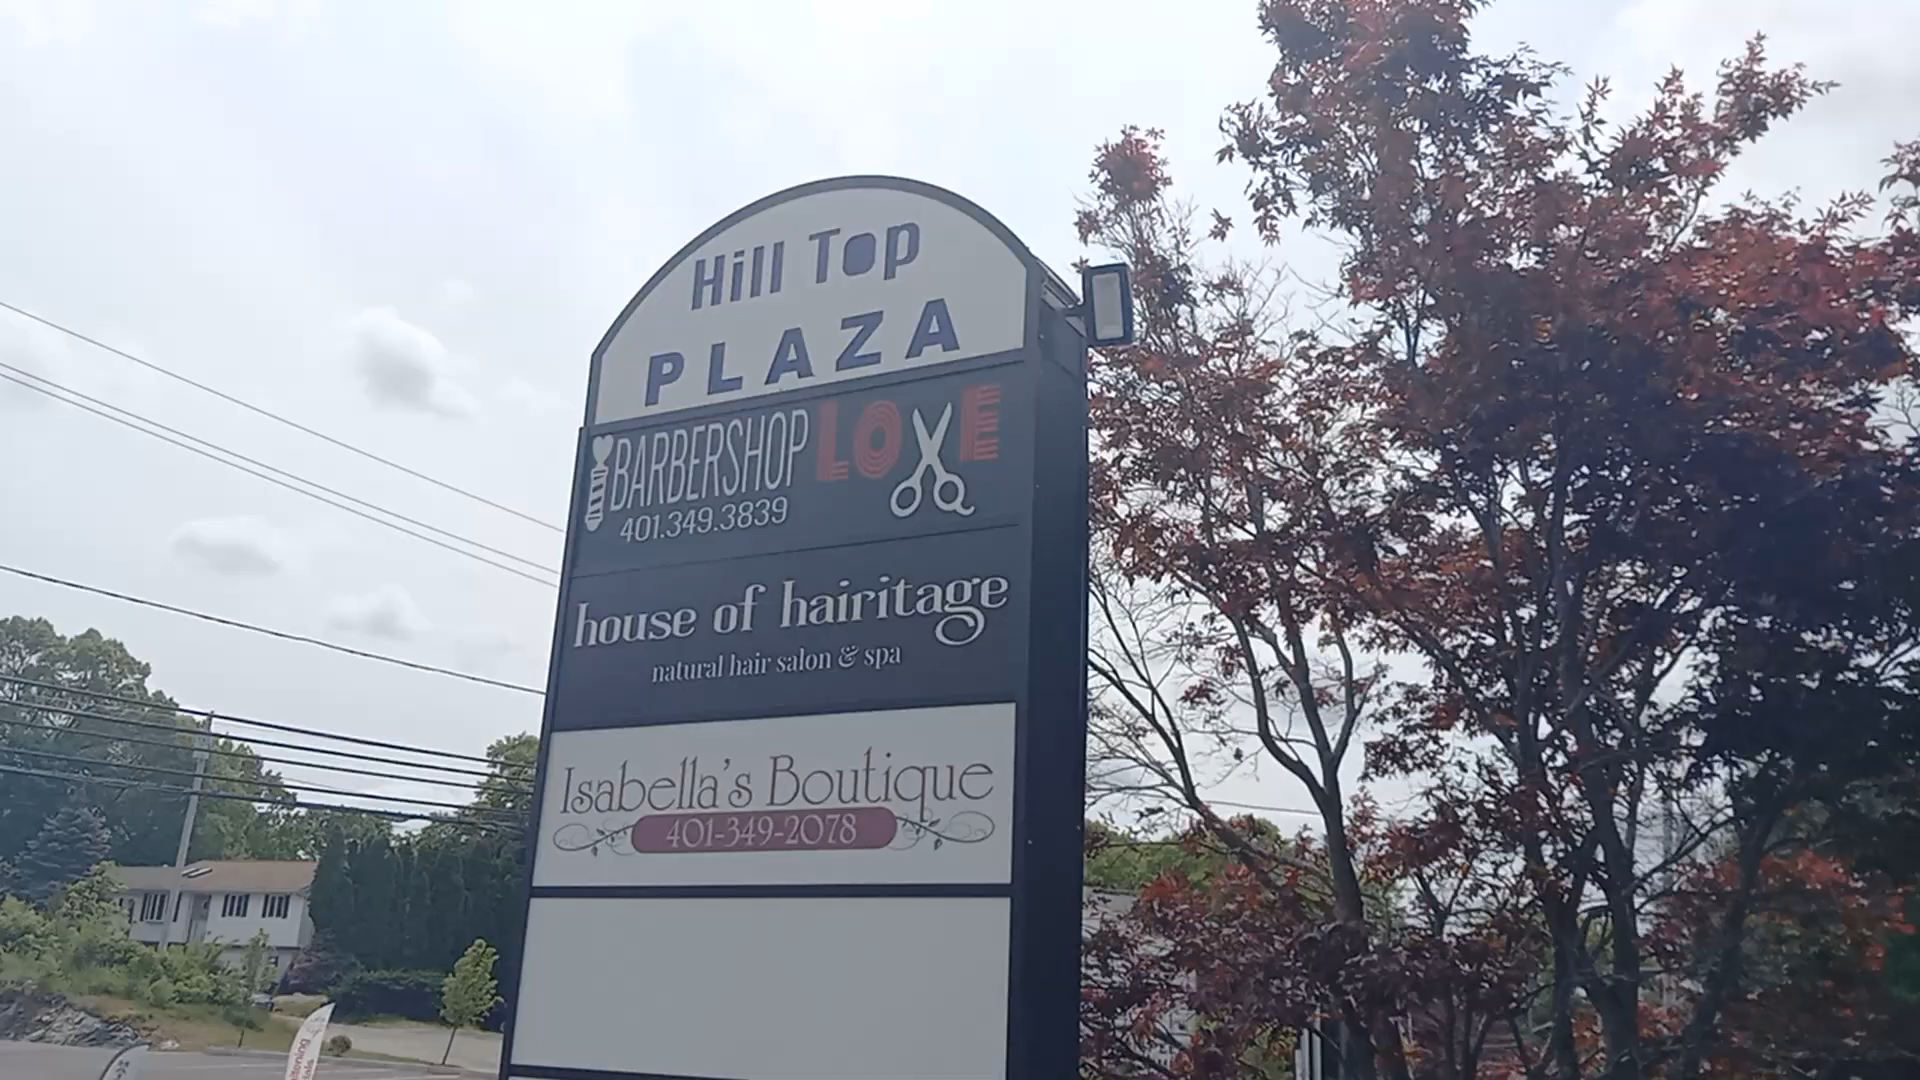 Hill Top
PLAZA
BARBERSHOP LOVE
401.349.3839
house of hairitage
natural hair salon & spa
Isabella's Boutique
401-349-2078